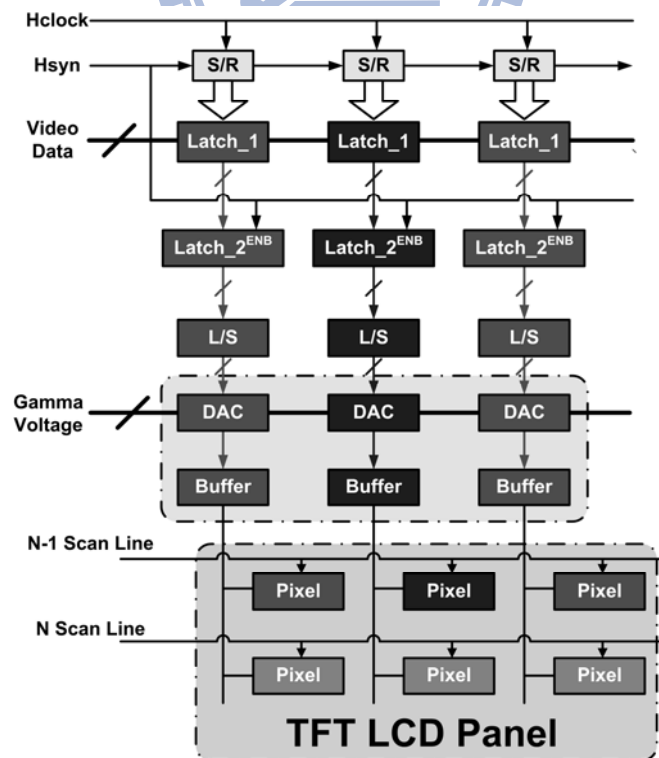 Hclock
Hsyn
S/R S/R S/R
Video Data
Latch_1 Latch_1 Latch_1
Latch_2ENB Latch_2ENB Latch_2ENB
L/S L/S L/S
Gamma Voltage
DAC DAC DAC
Buffer Buffer Buffer
N-1 Scan Line
Pixel Pixel Pixel
N Scan Line
Pixel Pixel Pixel
TFT LCD Panel